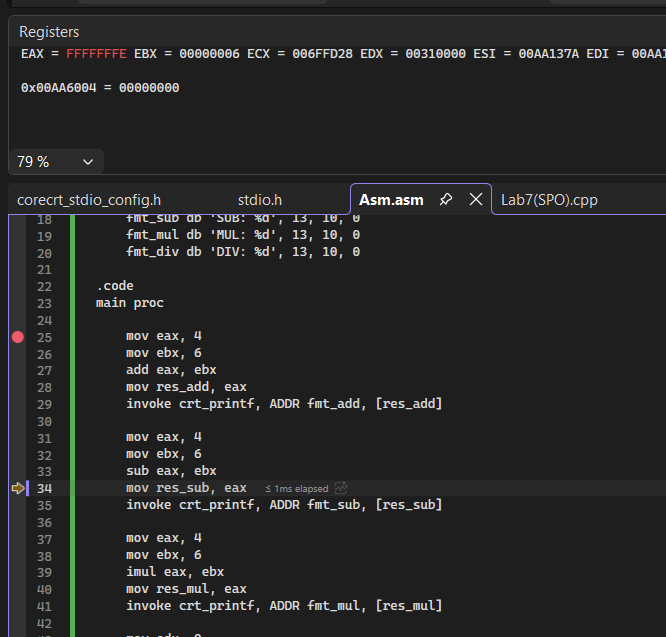 Registers
EAX = FFFFFFFE EBX = 00000006 ECX = 006FFD28 EDX = 00310000 ESI = 00AA137A EDI = 00AA1
0x00AA6004 = 00000000
79 %
corecrt_stdio_config.h stdio.h Asm.asm Lab7(SPO).cpp
18 fmt_sub db 'SUB: %d', 13, 10, 0
19 fmt_mul db 'MUL: %d', 13, 10, 0
20 fmt_div db 'DIV: %d', 13, 10, 0
21
22 .code
23 main proc
24
25 mov eax, 4
26 mov ebx, 6
27 add eax, ebx
28 mov res_add, eax
29 invoke crt_printf, ADDR fmt_add, [res_add]
30
31 mov eax, 4
32 mov ebx, 6
33 sub eax, ebx
34 mov res_sub, eax ≤ 1ms elapsed
35 invoke crt_printf, ADDR fmt_sub, [res_sub]
36
37 mov eax, 4
38 mov ebx, 6
39 imul eax, ebx
40 mov res_mul, eax
41 invoke crt_printf, ADDR fmt_mul, [res_mul]
42